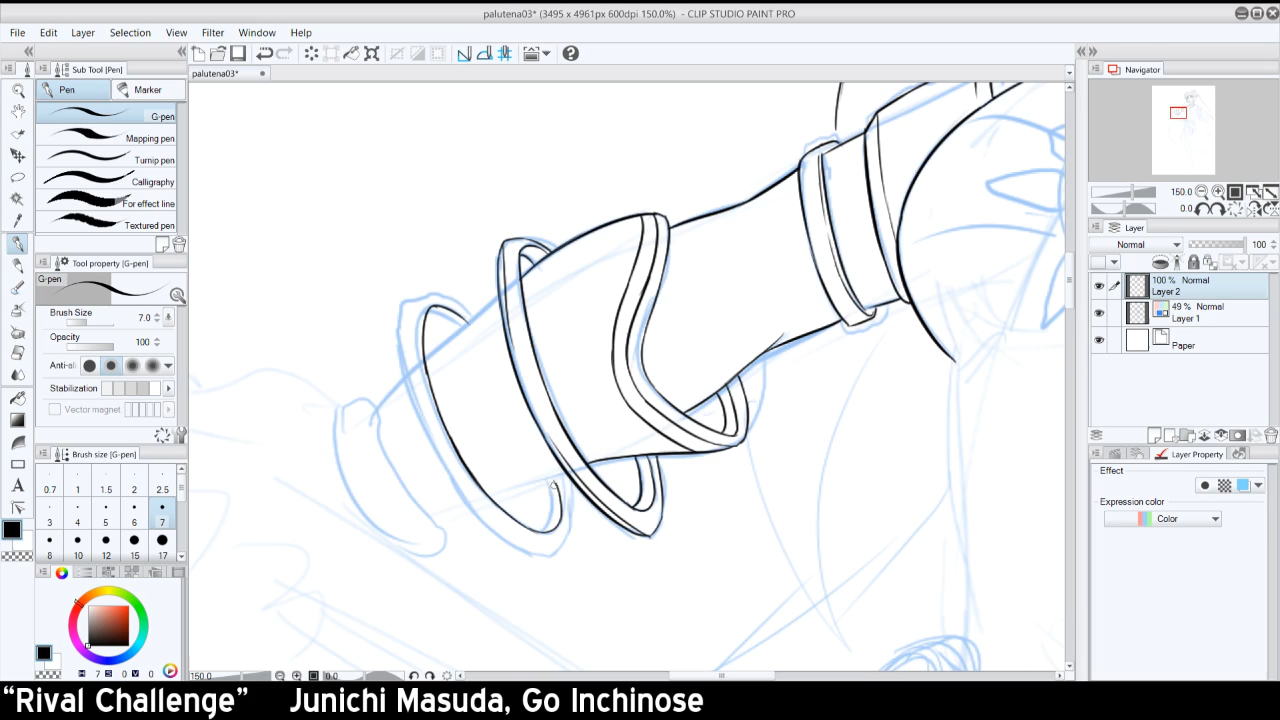 palutena03* (3495 x 4961px 600dpi 150.0%) - CLIP STUDIO PAINT PRO
File Edit Layer Selection View Filter Window Help
Sub Tool [Pen]
palutena03*
Navigator
Pen Marker
G-pen
Mapping pen
Turnip pen
Calligraphy
For effect line
Textured pen
150.0
0.0
Layer
Normal 100
100 % Normal
Layer 2
49 % Normal
Layer 1
Paper
Tool property [G-pen]
G-pen
Brush Size 7.0
Opacity 100
Anti-ali
Stabilization
Vector magnet
Brush size [G-pen]
0.7 1 1.5 2 2.5
3 4 5 6 7
8 10 12 15 17
Layer Property
Effect
Expression color
Color
H 7 S 0 V 0
150.0 0.0
“Rival Challenge” Junichi Masuda, Go Inchinose